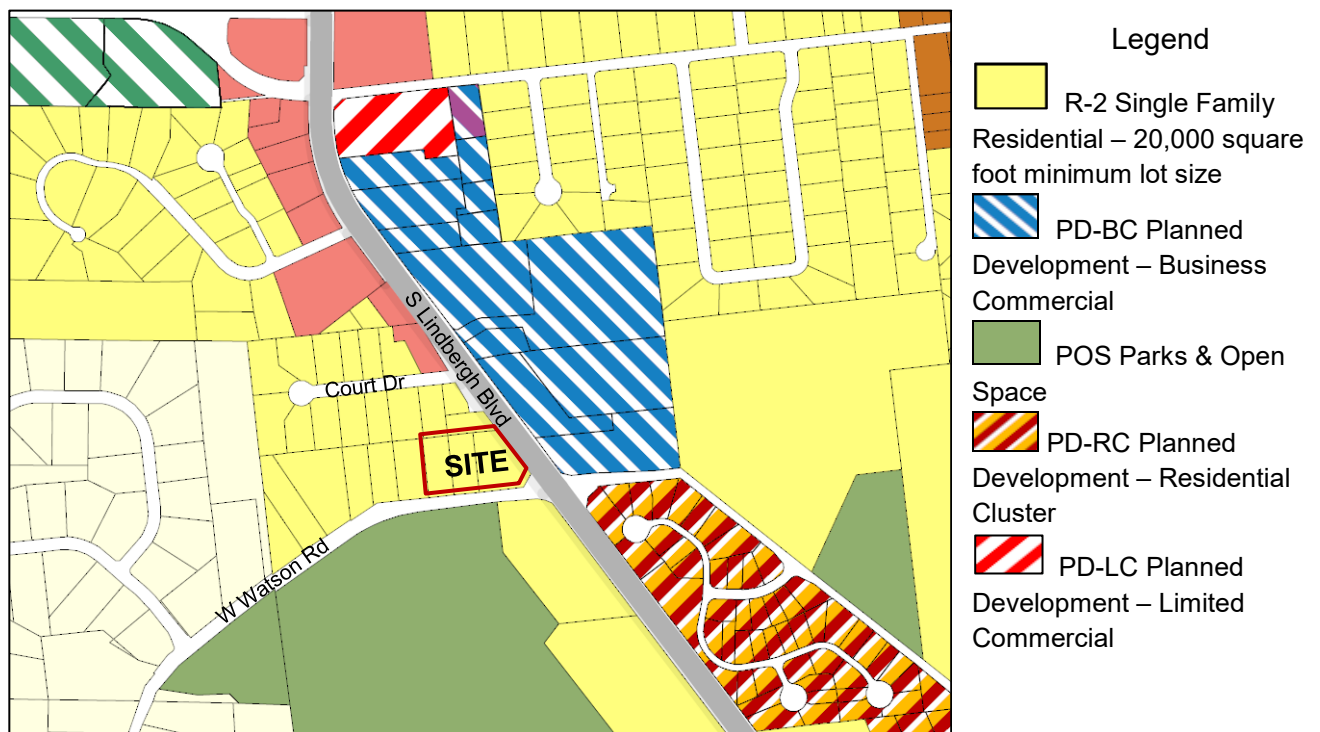 S Lindbergh Blvd
Court Dr
SITE
W Watson Rd
Legend
R-2 Single Family
Residential – 20,000 square
foot minimum lot size
PD-BC Planned
Development – Business
Commercial
POS Parks & Open
Space
PD-RC Planned
Development – Residential
Cluster
PD-LC Planned
Development – Limited
Commercial